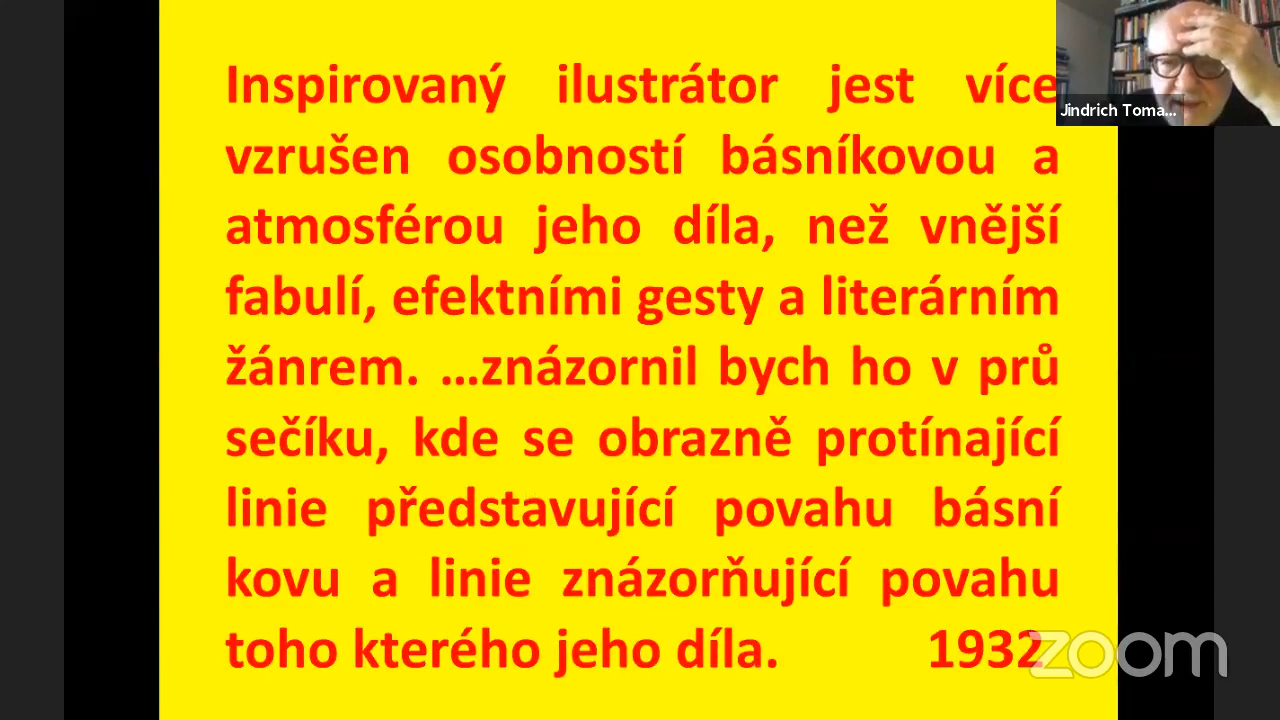 Inspirovaný ilustrátor jest více
vzrušen osobností básníkovou a
atmosférou jeho díla, než vnější
fabulí, efektními gesty a literárním
žánrem. ...znázornil bych ho v prů
sečíku, kde se obrazně protínající
linie představující povahu básní
kovu a linie znázorňující povahu
toho kterého jeho díla. 1932
Jindrich Toma...
zoom